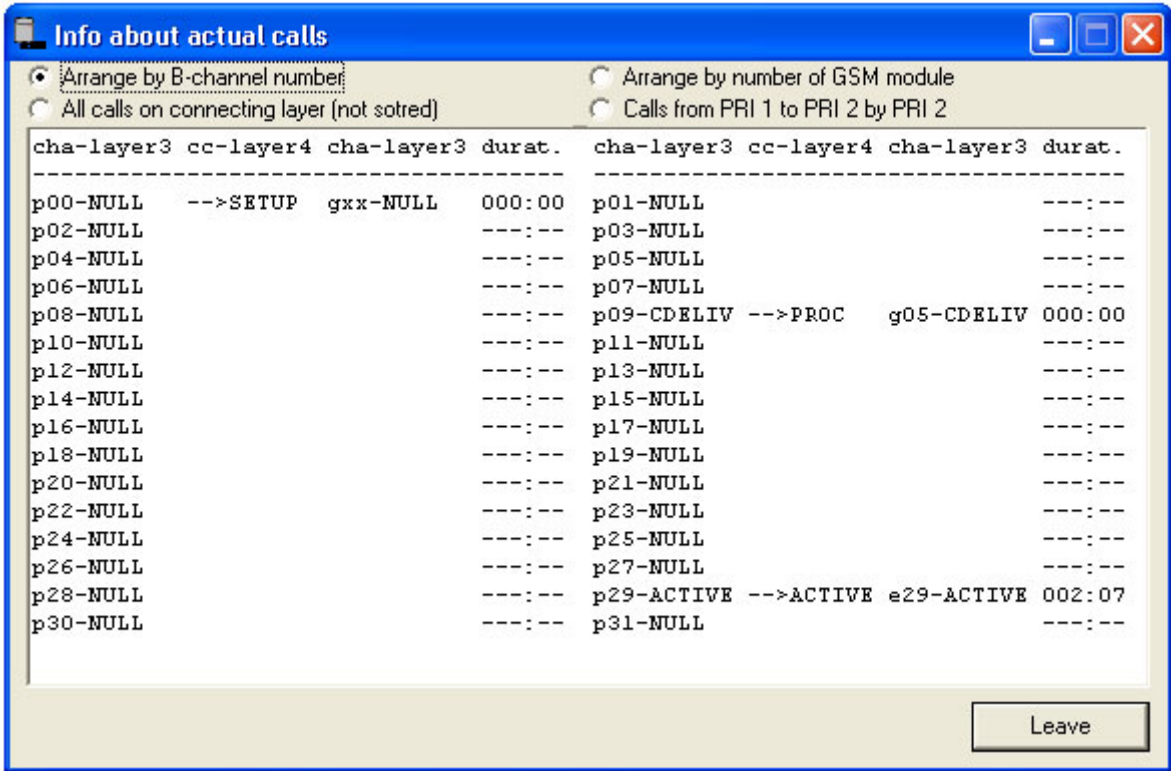 Info about actual calls
Arrange by B-channel number Arrange by number of GSM module
All calls on connecting layer (not sotred) Calls from PRI 1 to PRI 2 by PRI 2
cha-layer3 cc-layer4 cha-layer3 durat. cha-layer3 cc-layer4 cha-layer3 durat.
-------------------------------------- --------------------------------------
p00-NULL -->SETUP gxx-NULL 000:00 p01-NULL ---:--
p02-NULL ---:-- p03-NULL ---:--
p04-NULL ---:-- p05-NULL ---:--
p06-NULL ---:-- p07-NULL ---:--
p08-NULL ---:-- p09-CDELIV -->PROC g05-CDELIV 000:00
p10-NULL ---:-- p11-NULL ---:--
p12-NULL ---:-- p13-NULL ---:--
p14-NULL ---:-- p15-NULL ---:--
p16-NULL ---:-- p17-NULL ---:--
p18-NULL ---:-- p19-NULL ---:--
p20-NULL ---:-- p21-NULL ---:--
p22-NULL ---:-- p23-NULL ---:--
p24-NULL ---:-- p25-NULL ---:--
p26-NULL ---:-- p27-NULL ---:--
p28-NULL ---:-- p29-ACTIVE -->ACTIVE e29-ACTIVE 002:07
p30-NULL ---:-- p31-NULL ---:--
Leave